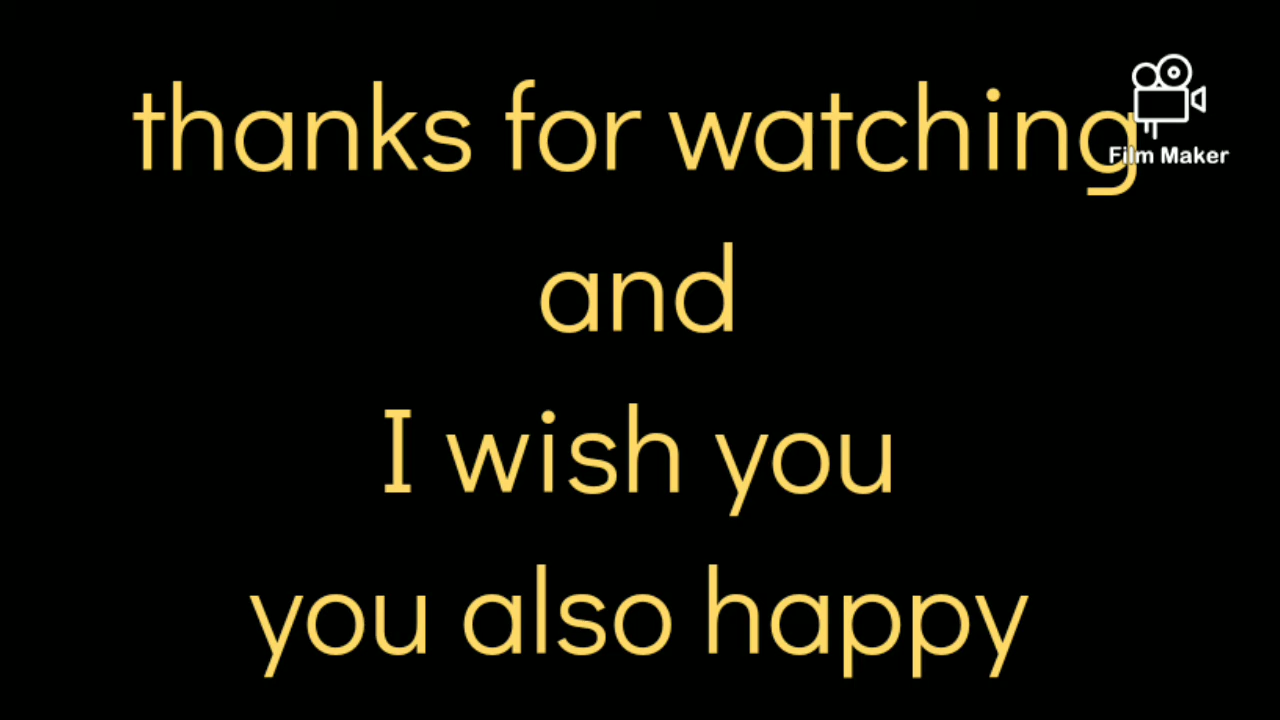 thanks for watching
Film Maker
and
I wish you
you also happy